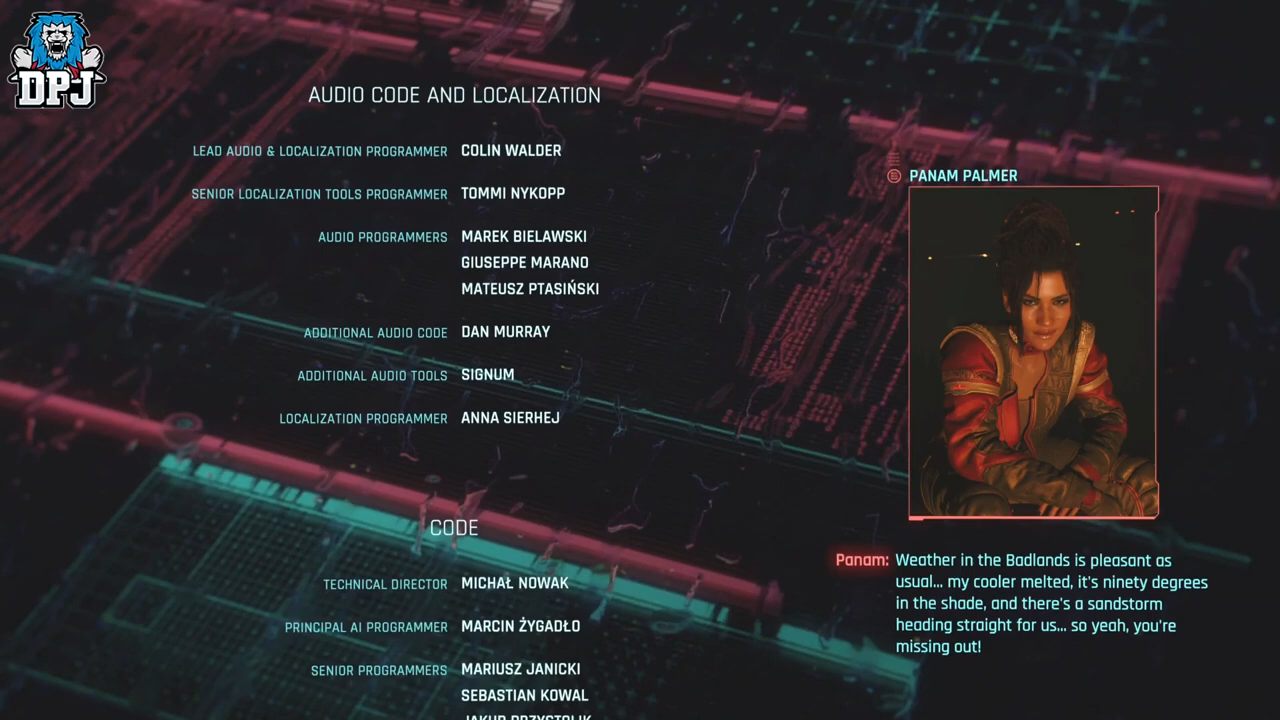 DPJ
AUDIO CODE AND LOCALIZATION
LEAD AUDIO & LOCALIZATION PROGRAMMER COLIN WALDER
SENIOR LOCALIZATION TOOLS PROGRAMMER TOMMI NYKOPP
AUDIO PROGRAMMERS MAREK BIELAWSKI
GIUSEPPE MARANO
MATEUSZ PTASIŃSKI
ADDITIONAL AUDIO CODE DAN MURRAY
ADDITIONAL AUDIO TOOLS SIGNUM
LOCALIZATION PROGRAMMER ANNA SIERHEJ
CODE
TECHNICAL DIRECTOR MICHAŁ NOWAK
PRINCIPAL AI PROGRAMMER MARCIN ŻYGADŁO
SENIOR PROGRAMMERS MARIUSZ JANICKI
SEBASTIAN KOWAL
PANAM PALMER
Panam: Weather in the Badlands is pleasant as
usual... my cooler melted, it's ninety degrees
in the shade, and there's a sandstorm
heading straight for us... so yeah, you're
missing out!